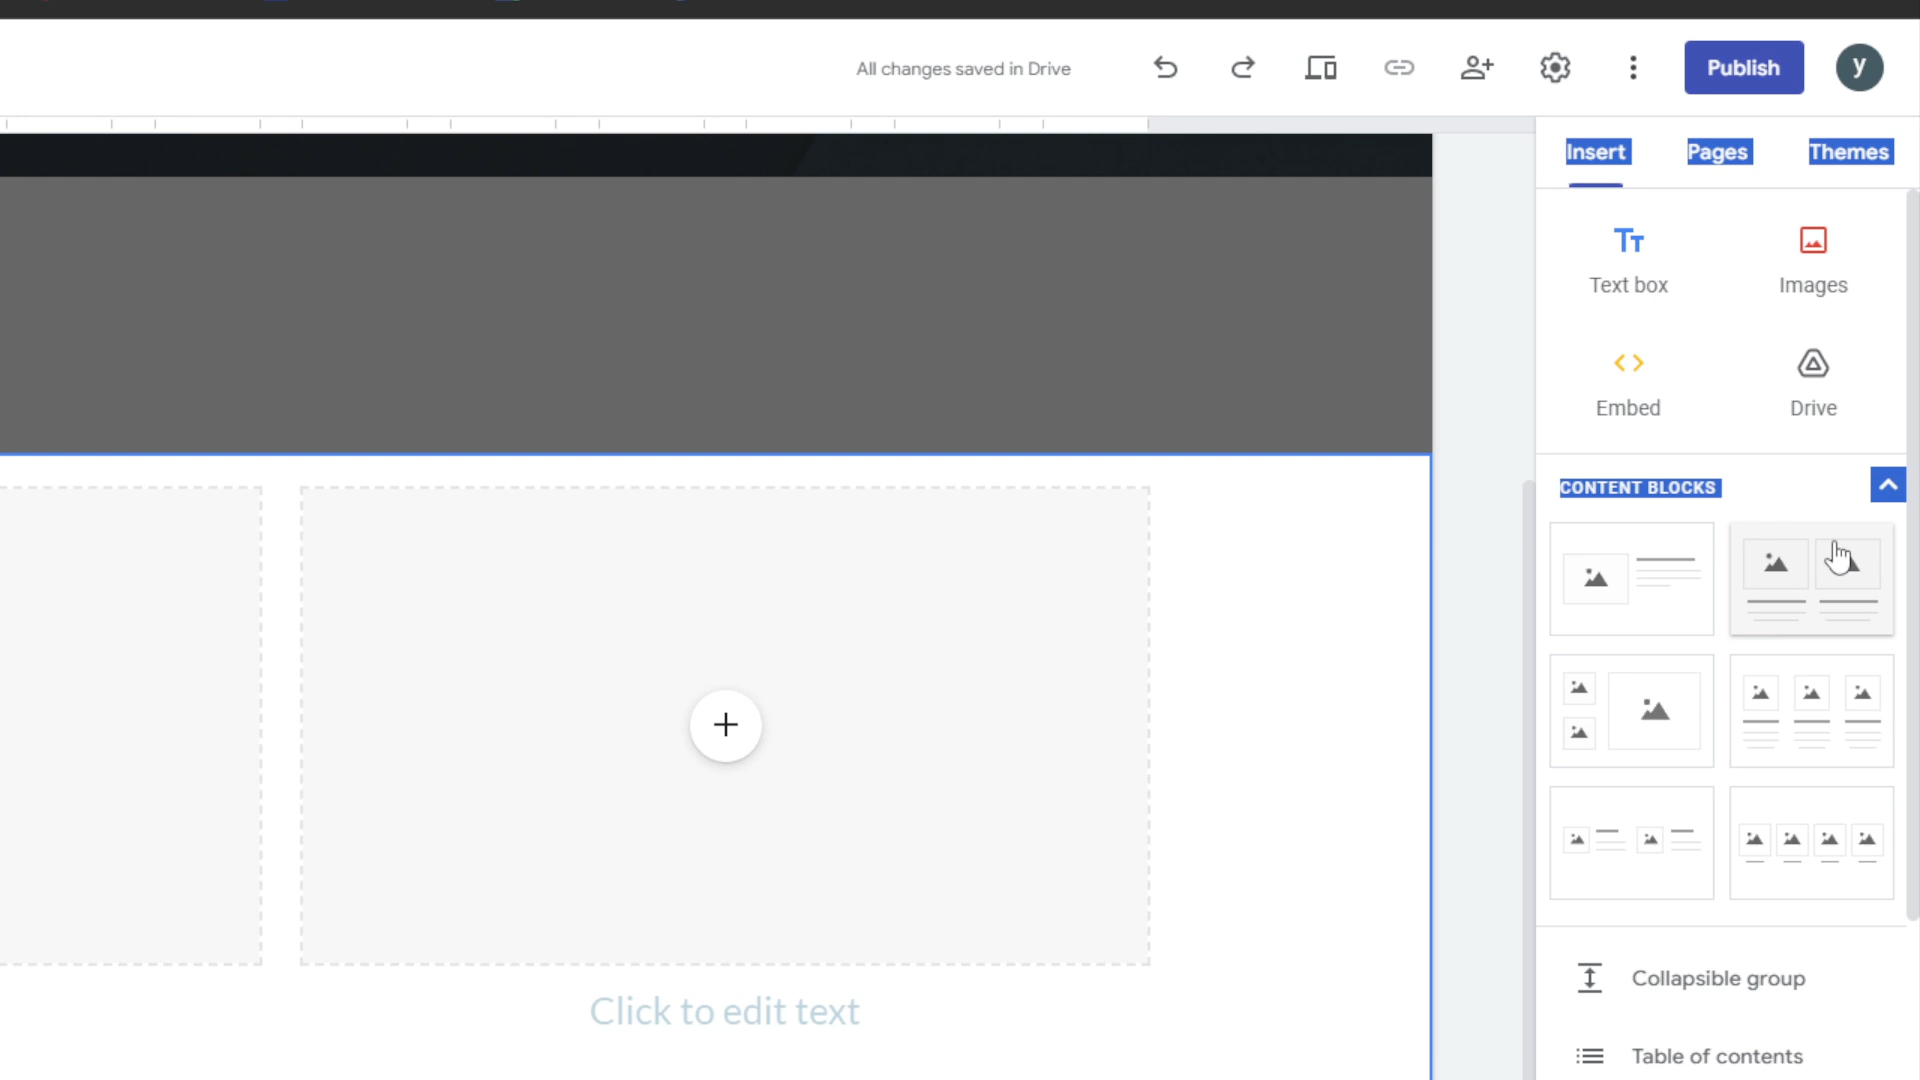 All changes saved in Drive
Publish
y
Insert Pages Themes
Text box Images
Embed Drive
CONTENT BLOCKS
Collapsible group
Click to edit text
Table of contents